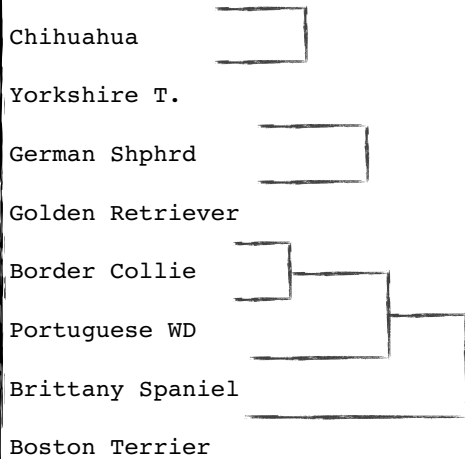 Chihuahua
Yorkshire T.
German Shphrd
Golden Retriever
Border Collie
Portuguese WD
Brittany Spaniel
Boston Terrier